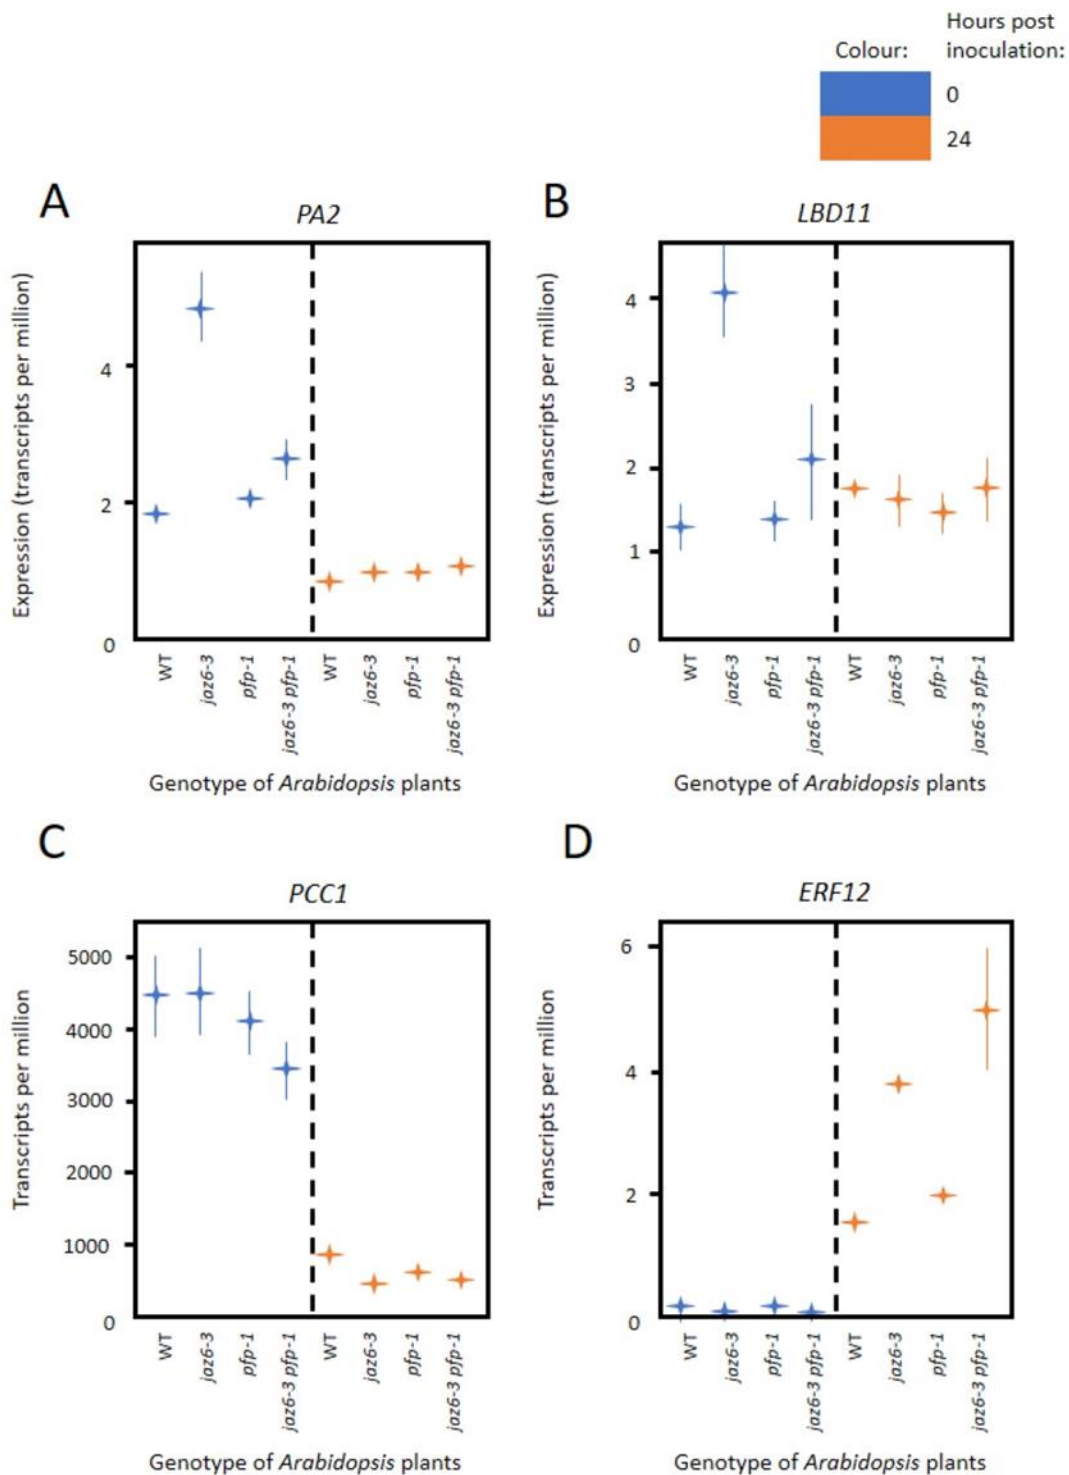 Hours post
Colour: inoculation:
0
24
A
PA2
Expression (transcripts per million)
4
2
0
WT
jaz6-3
pfp-1
jaz6-3 pfp-1
WT
jaz6-3
pfp-1
jaz6-3 pfp-1
Genotype of Arabidopsis plants
B
LBD11
Expression (transcripts per million)
4
3
2
1
0
WT
jaz6-3
pfp-1
jaz6-3 pfp-1
WT
jaz6-3
pfp-1
jaz6-3 pfp-1
Genotype of Arabidopsis plants
C
PCC1
Transcripts per million
5000
4000
3000
2000
1000
0
WT
jaz6-3
pfp-1
jaz6-3 pfp-1
WT
jaz6-3
pfp-1
jaz6-3 pfp-1
Genotype of Arabidopsis plants
D
ERF12
Transcripts per million
6
4
2
0
WT
jaz6-3
pfp-1
jaz6-3 pfp-1
WT
jaz6-3
pfp-1
jaz6-3 pfp-1
Genotype of Arabidopsis plants